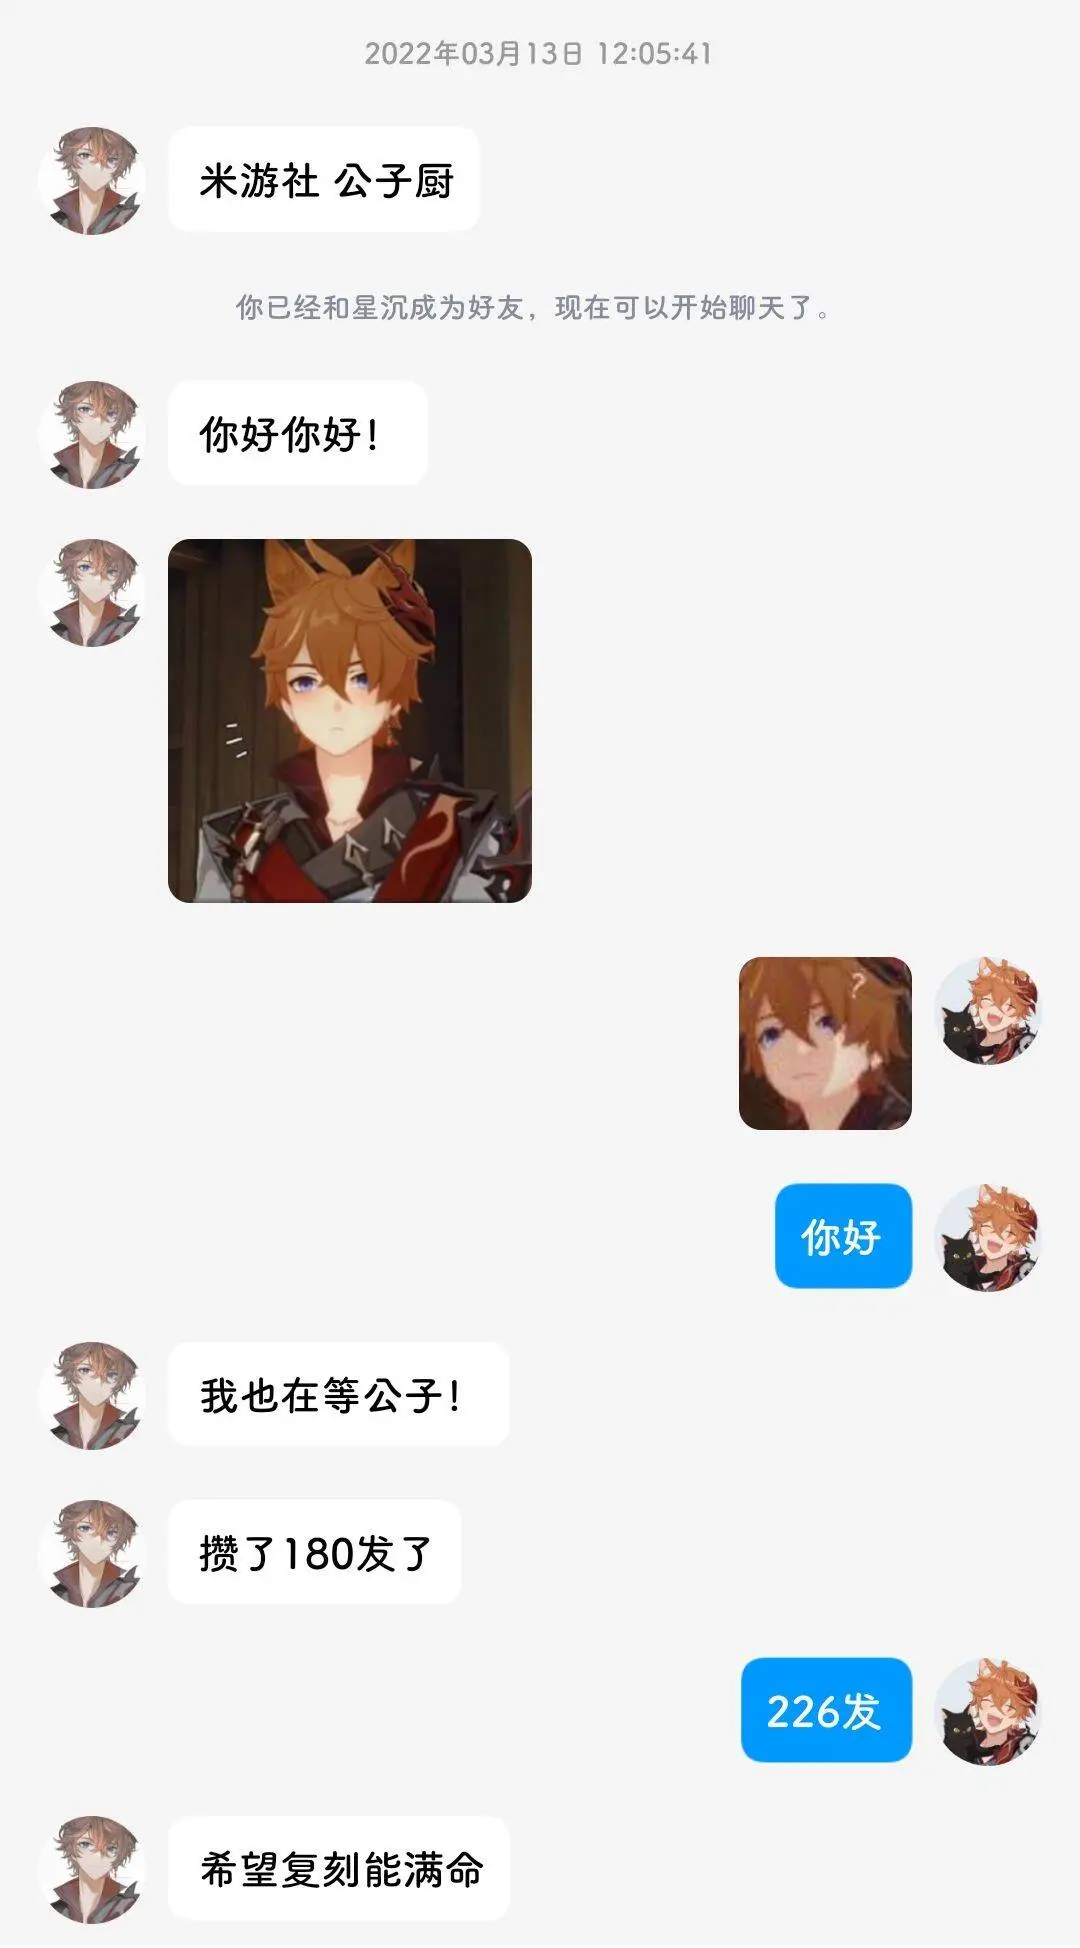 2022年03月13日 12:05:41
米游社 公子厨
你已经和星沉成为好友，现在可以开始聊天了。
你好你好！
?
你好
我也在等公子！
攒了180发了
226发
希望复刻能满命